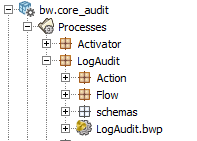 bw.core_audit
Processes
Activator
LogAudit
Action
Flow
schemas
LogAudit.bwp